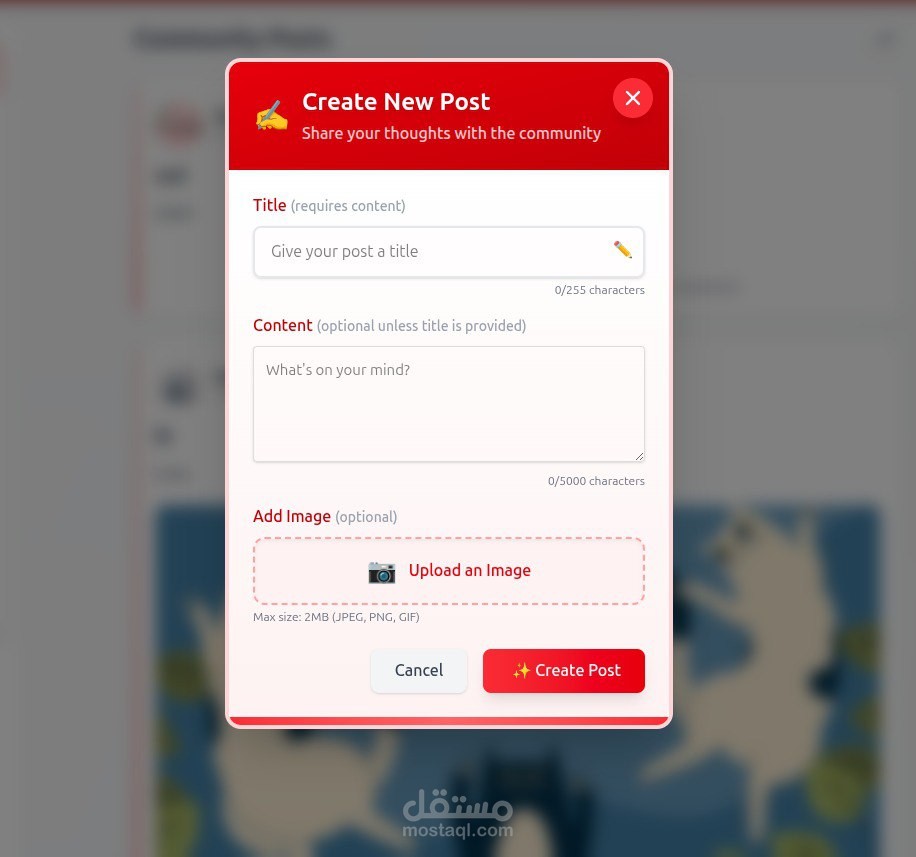 Community Posts
Create New Post
Share your thoughts with the community
Title (requires content)
Give your post a title
0/255 characters
Content (optional unless title is provided)
What's on your mind?
0/5000 characters
Add Image (optional)
Upload an Image
Max size: 2MB (JPEG, PNG, GIF)
Cancel
✨ Create Post
مستقل
mostaql.com